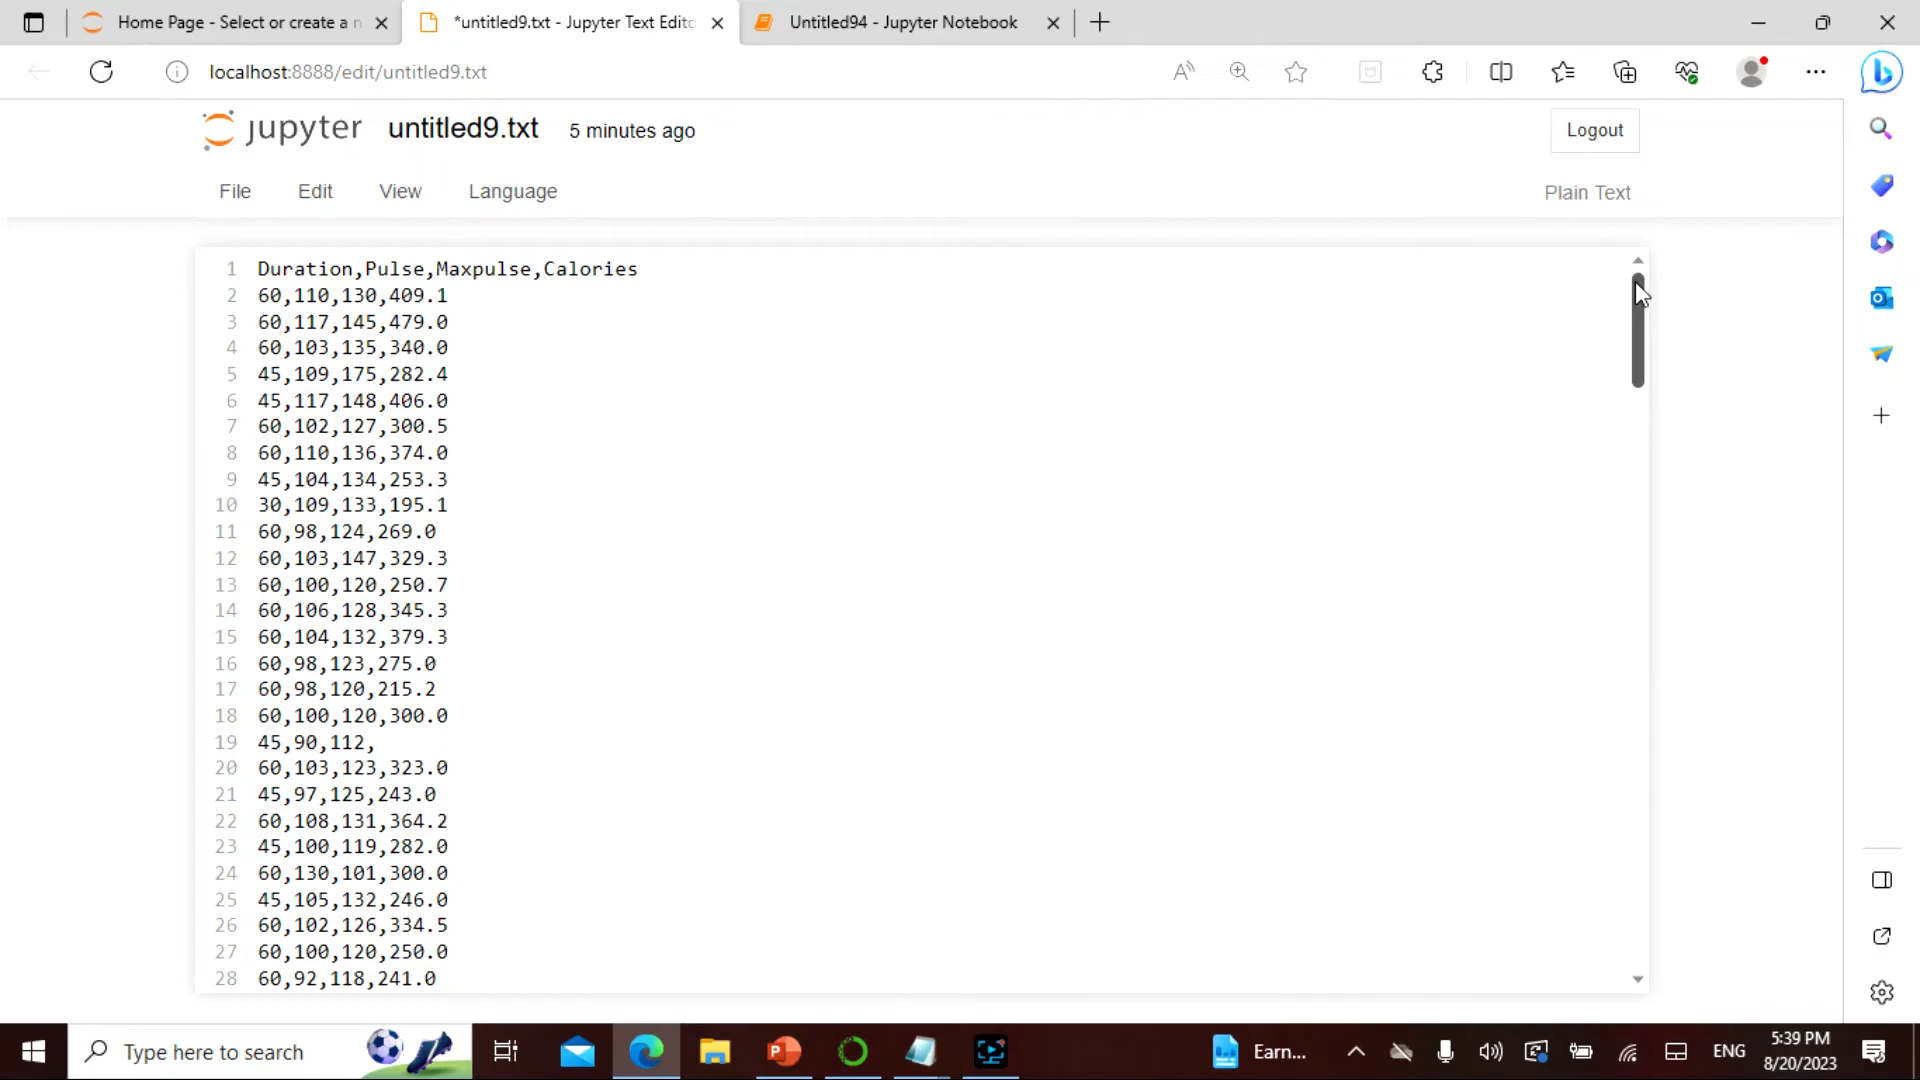 Home Page - Select or create a n
*untitled9.txt - Jupyter Text Edito
Untitled94 - Jupyter Notebook
localhost:8888/edit/untitled9.txt
jupyter untitled9.txt 5 minutes ago
Logout
File Edit View Language
Plain Text
1 Duration,Pulse,Maxpulse,Calories
2 60,110,130,409.1
3 60,117,145,479.0
4 60,103,135,340.0
5 45,109,175,282.4
6 45,117,148,406.0
7 60,102,127,300.5
8 60,110,136,374.0
9 45,104,134,253.3
10 30,109,133,195.1
11 60,98,124,269.0
12 60,103,147,329.3
13 60,100,120,250.7
14 60,106,128,345.3
15 60,104,132,379.3
16 60,98,123,275.0
17 60,98,120,215.2
18 60,100,120,300.0
19 45,90,112,
20 60,103,123,323.0
21 45,97,125,243.0
22 60,108,131,364.2
23 45,100,119,282.0
24 60,130,101,300.0
25 45,105,132,246.0
26 60,102,126,334.5
27 60,100,120,250.0
28 60,92,118,241.0
Type here to search
Earn...
ENG
5:39 PM
8/20/2023